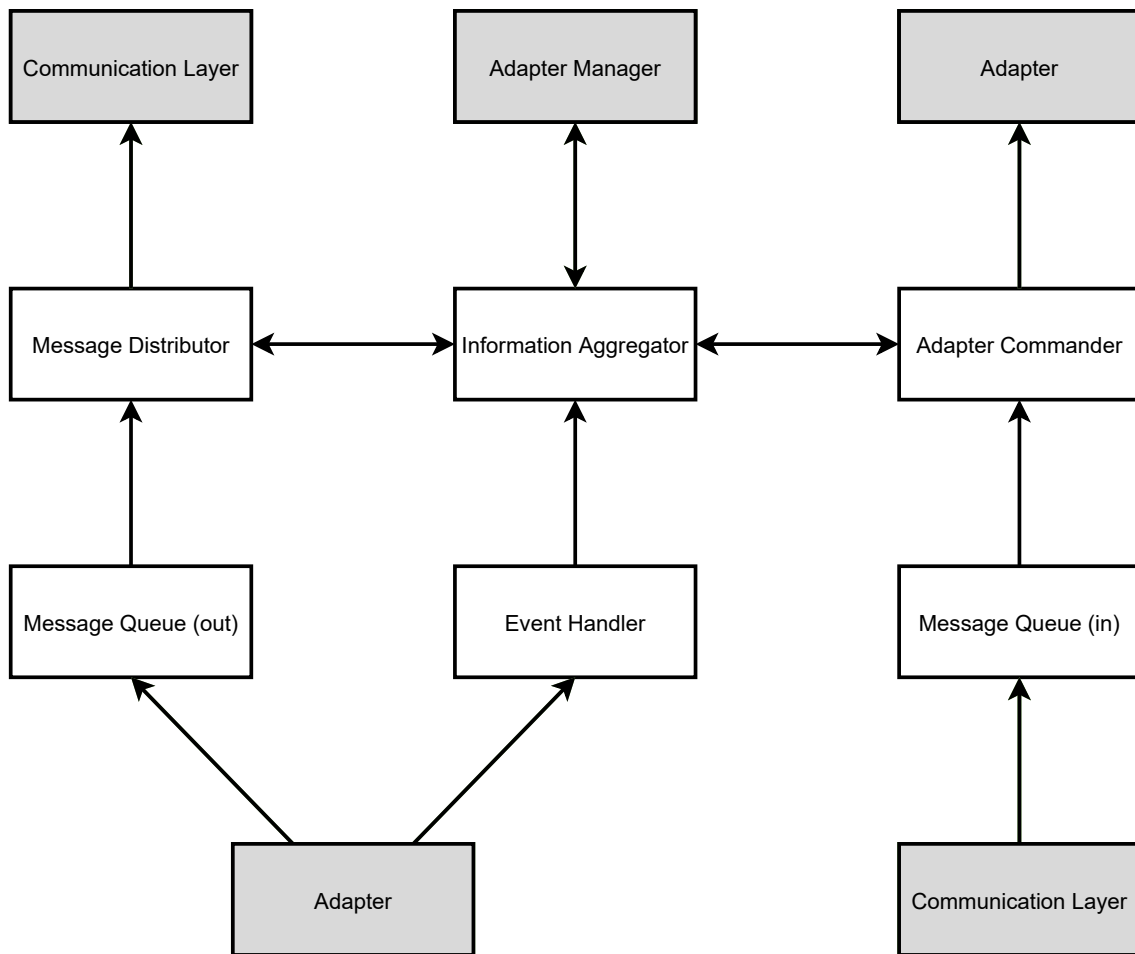 Communication Layer
Adapter Manager
Adapter
Message Distributor
Information Aggregator
Adapter Commander
Message Queue (out)
Event Handler
Message Queue (in)
Adapter
Communication Layer